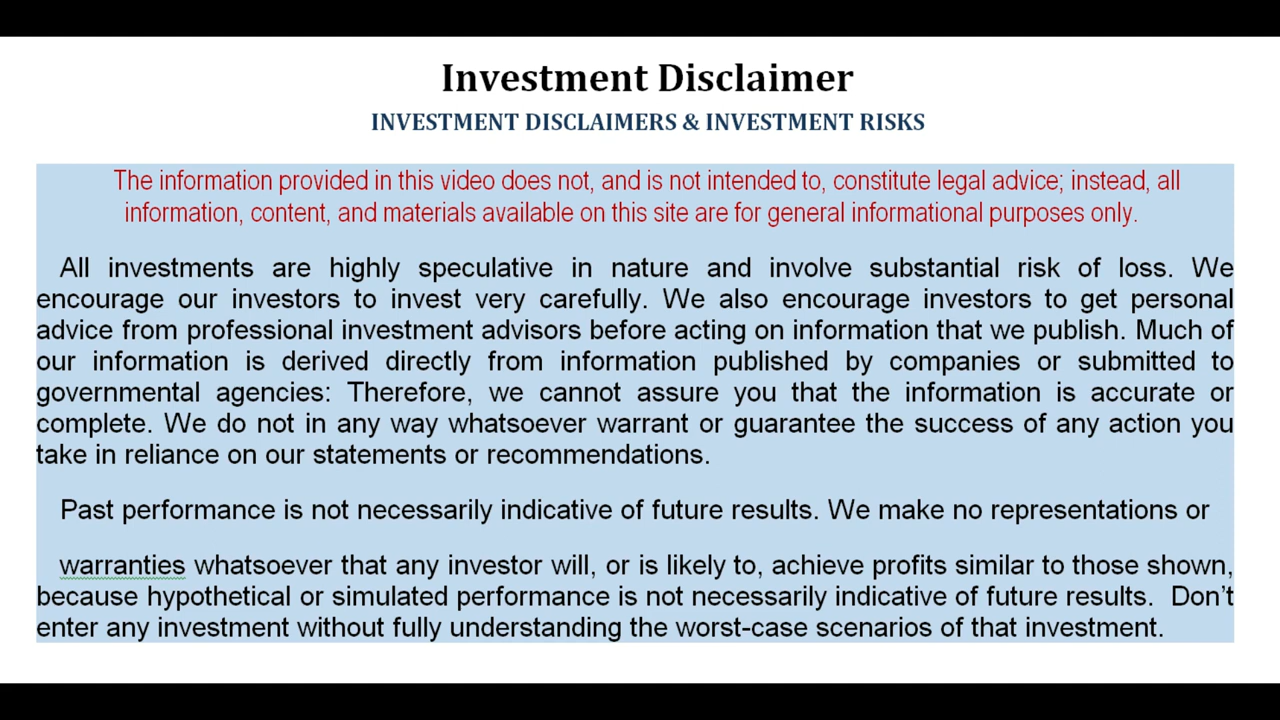 Investment Disclaimer
INVESTMENT DISCLAIMERS & INVESTMENT RISKS
The information provided in this video does not, and is not intended to, constitute legal advice; instead, all
information, content, and materials available on this site are for general informational purposes only.
All investments are highly speculative in nature and involve substantial risk of loss. We
encourage our investors to invest very carefully. We also encourage investors to get personal
advice from professional investment advisors before acting on information that we publish. Much of
our information is derived directly from information published by companies or submitted to
governmental agencies: Therefore, we cannot assure you that the information is accurate or
complete. We do not in any way whatsoever warrant or guarantee the success of any action you
take in reliance on our statements or recommendations.
Past performance is not necessarily indicative of future results. We make no representations or
warranties whatsoever that any investor will, or is likely to, achieve profits similar to those shown,
because hypothetical or simulated performance is not necessarily indicative of future results.  Don’t
enter any investment without fully understanding the worst-case scenarios of that investment.